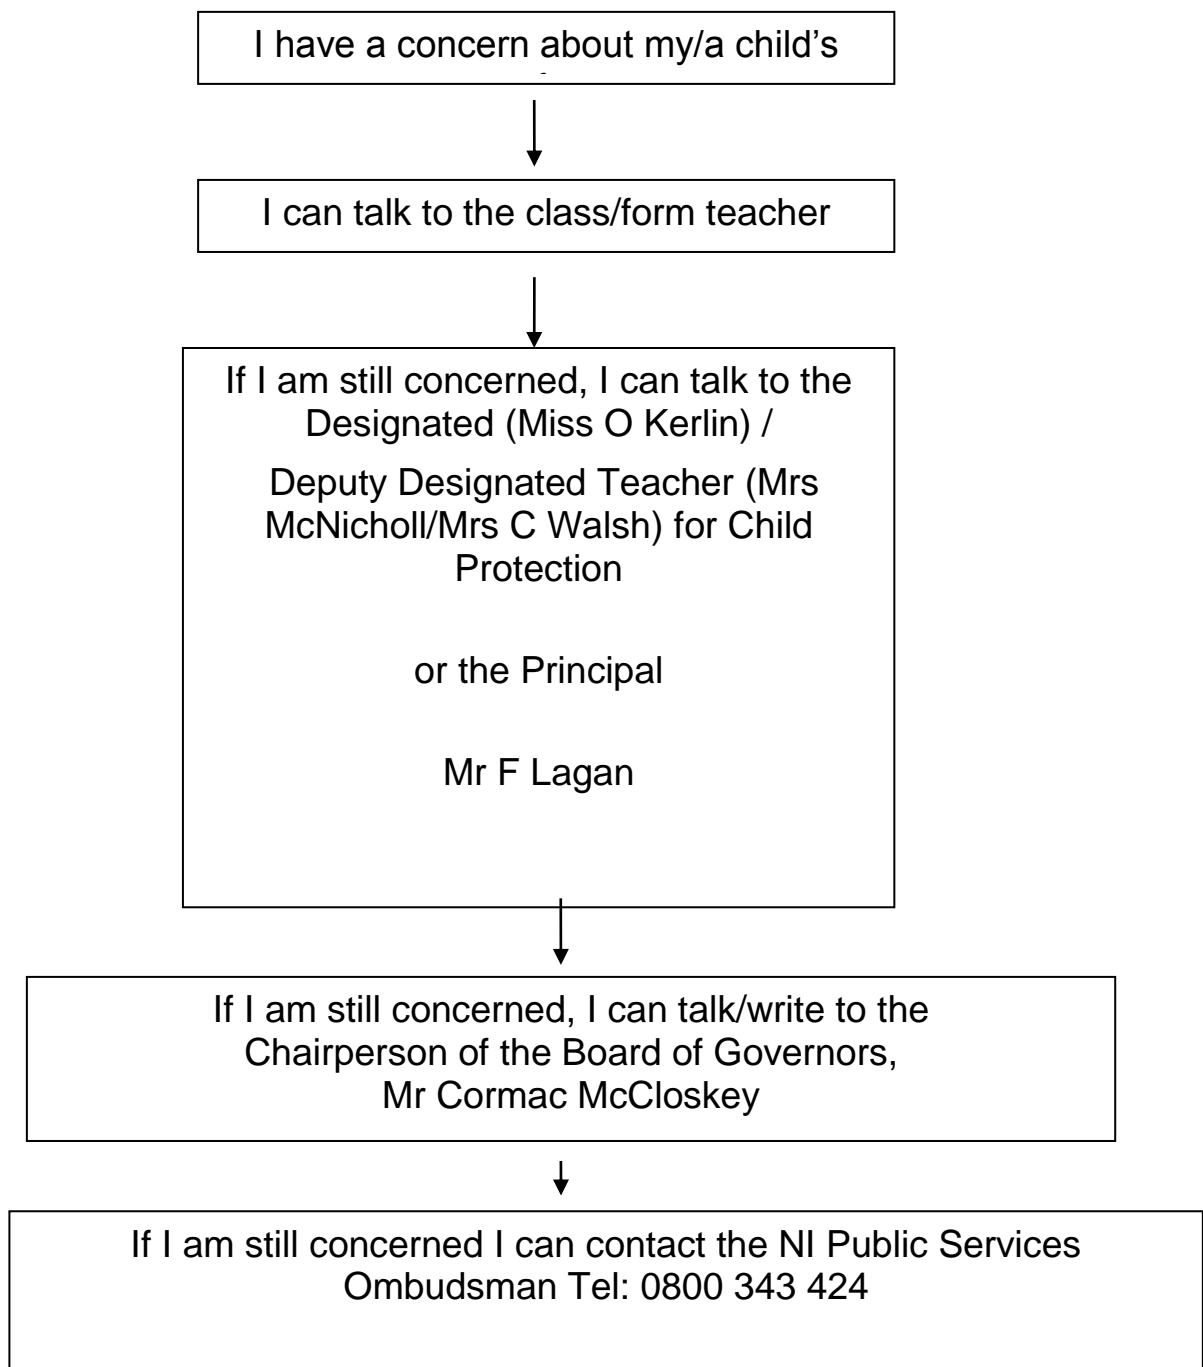 I have a concern about my/a child’s
I can talk to the class/form teacher
If I am still concerned, I can talk to the
Designated (Miss O Kerlin) /
Deputy Designated Teacher (Mrs
McNicholl/Mrs C Walsh) for Child
Protection
or the Principal
Mr F Lagan
If I am still concerned, I can talk/write to the
Chairperson of the Board of Governors,
Mr Cormac McCloskey
If I am still concerned I can contact the NI Public Services
Ombudsman Tel: 0800 343 424